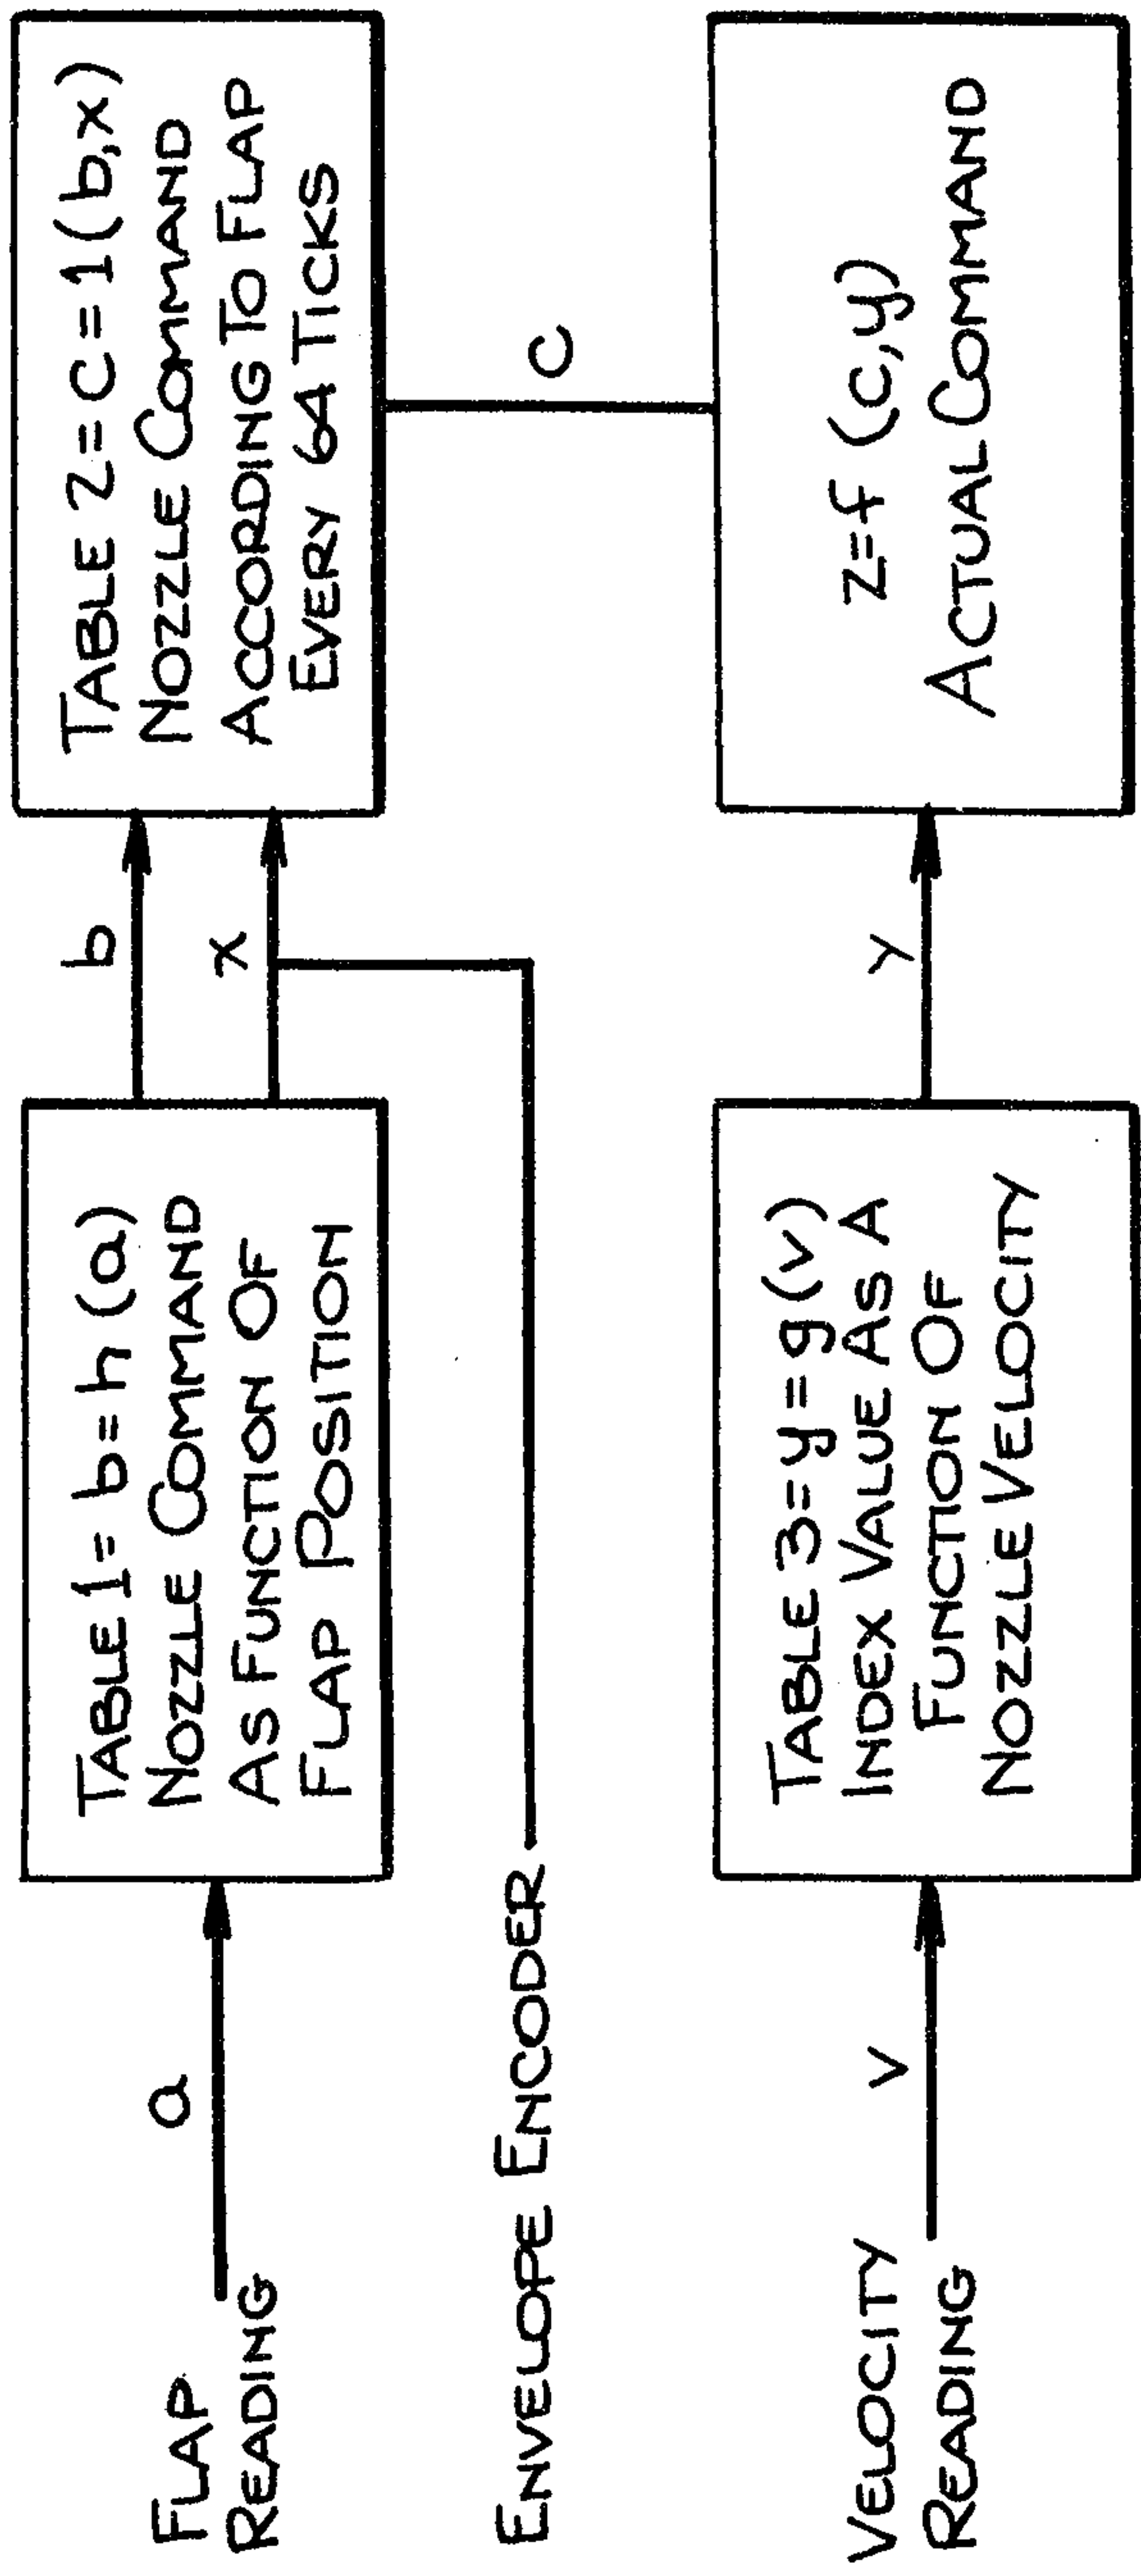 FLAP
READING
a
TABLE 1 = b = h (a)
NOZZLE COMMAND
AS FUNCTION OF
FLAP POSITION
b
x
TABLE 2 = C = 1 (b,x)
NOZZLE COMMAND
ACCORDING TO FLAP
EVERY 64 TICKS
ENVELOPE ENCODER
C
VELOCITY
READING
v
TABLE 3 = y = g (v)
INDEX VALUE AS A
FUNCTION OF
NOZZLE VELOCITY
y
z = f (c,y)
ACTUAL COMMAND